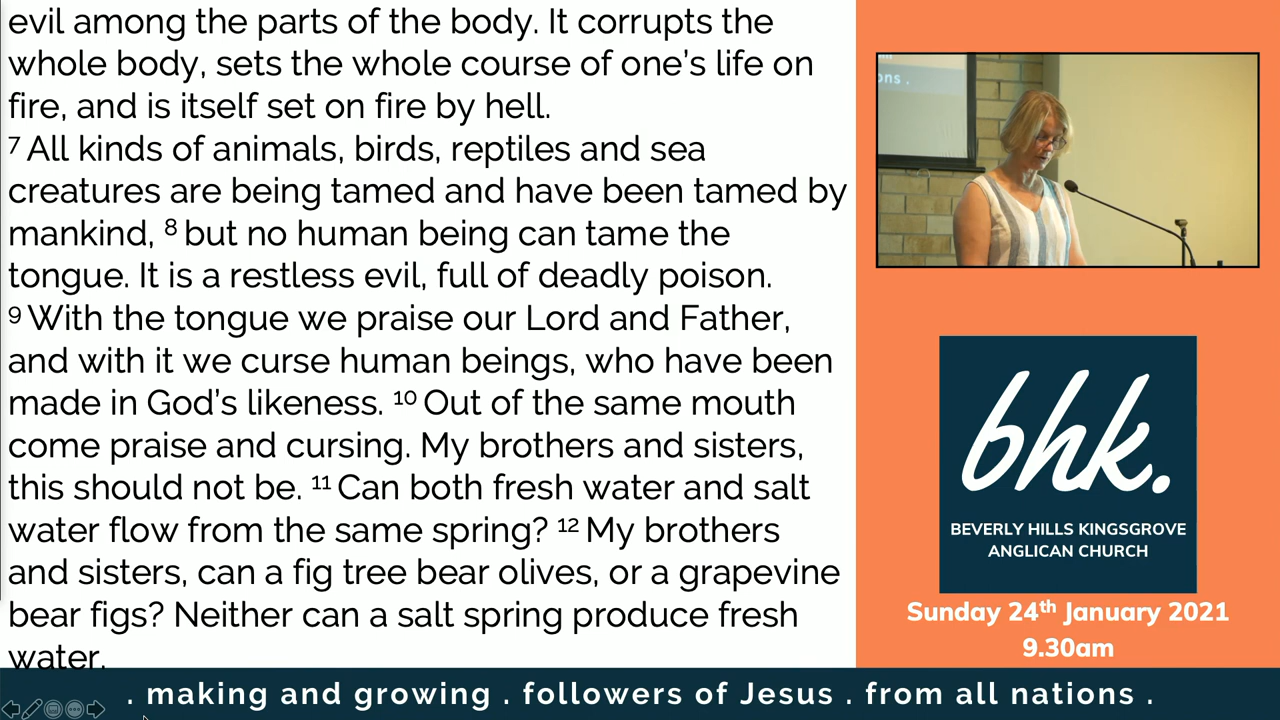 evil among the parts of the body. It corrupts the
whole body, sets the whole course of one’s life on
fire, and is itself set on fire by hell.
7 All kinds of animals, birds, reptiles and sea
creatures are being tamed and have been tamed by
mankind, 8 but no human being can tame the
tongue. It is a restless evil, full of deadly poison.
9 With the tongue we praise our Lord and Father,
and with it we curse human beings, who have been
made in God’s likeness. 10 Out of the same mouth
come praise and cursing. My brothers and sisters,
this should not be. 11 Can both fresh water and salt
water flow from the same spring? 12 My brothers
and sisters, can a fig tree bear olives, or a grapevine
bear figs? Neither can a salt spring produce fresh
water.
ons .
bhk.
BEVERLY HILLS KINGSGROVE
ANGLICAN CHURCH
Sunday 24th January 2021
9.30am
. making and growing . followers of Jesus . from all nations .